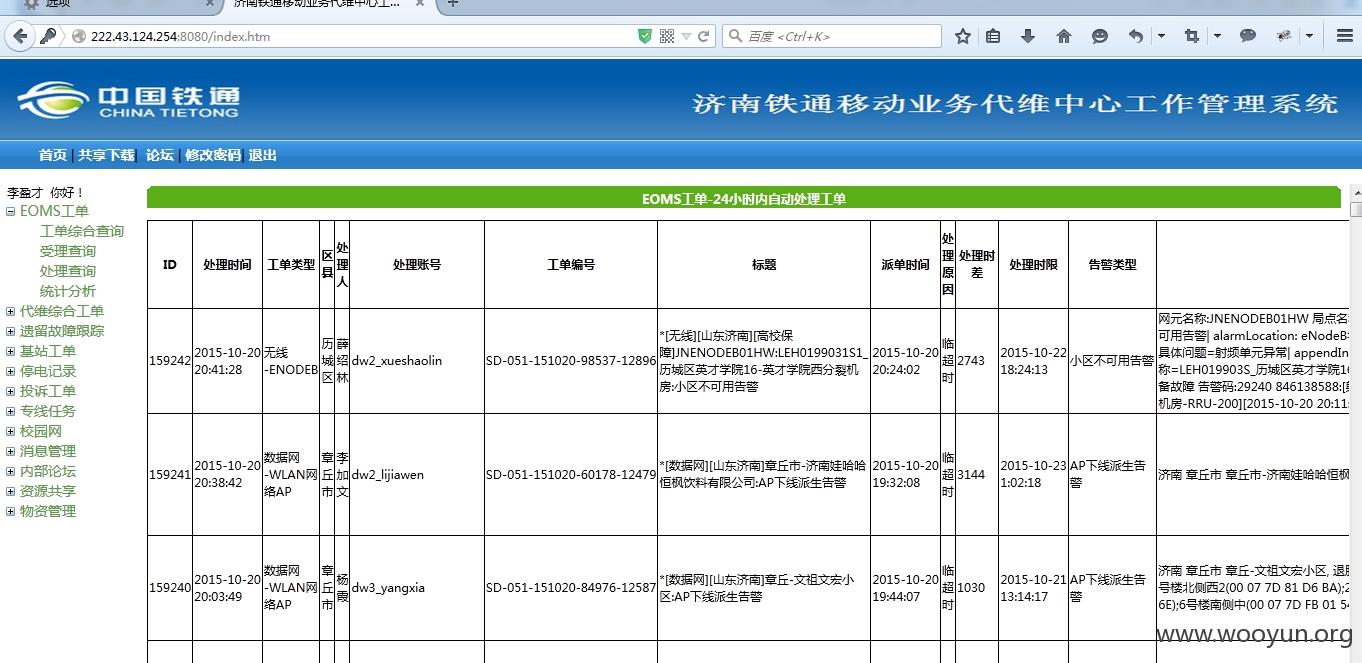 选项
济南铁通移动业务代维中心工...
222.43.124.254:8080/index.htm
百度 <Ctrl+K>
中国铁通
CHINA TIETONG
济南铁通移动业务代维中心工作管理系统
首页 | 共享下载 | 论坛 | 修改密码 | 退出
李盈才 你好！
EOMS工单
工单综合查询
受理查询
处理查询
统计分析
代维综合工单
遗留故障跟踪
基站工单
停电记录
投诉工单
专线任务
校园网
消息管理
内部论坛
资源共享
物资管理
EOMS工单-24小时内自动处理工单
ID
处理时间
工单类型
区
县
处
理
人
处理账号
工单编号
标题
派单时间
处
理
原
因
处理时
差
处理时限
告警类型
159242
2015-10-20
20:41:28
无线
-ENODEB
历
城
区
薛
绍
林
dw2_xueshaolin
SD-051-151020-98537-12896
*[无线][山东济南][高校保
障]JNENODEB01HW:LEH0199031S1_
历城区英才学院16-英才学院西分裂机
房:小区不可用告警
2015-10-20
20:24:02
临
超
时
2743
2015-10-22
18:24:13
小区不可用告警
网元名称:JNENODEB01HW 局点名
可用告警| alarmLocation: eNodeB
具体问题=射频单元异常| appendIn
称=LEH019903S_历城区英才学院1
备故障 告警码:29240 846138588:[
机房-RRU-200][2015-10-20 20:11:
159241
2015-10-20
20:38:42
数据网
-WLAN网
络AP
章
丘
市
李
加
文
dw2_lijiawen
SD-051-151020-60178-12479
*[数据网][山东济南]章丘市-济南娃哈哈
恒枫饮料有限公司:AP下线派生告警
2015-10-20
19:32:08
临
超
时
3144
2015-10-23
1:02:18
AP下线派生告
警
济南 章丘市 章丘市-济南娃哈哈恒枫
159240
2015-10-20
20:03:49
数据网
-WLAN网
络AP
章
丘
市
杨
霞
dw3_yangxia
SD-051-151020-84976-12587
*[数据网][山东济南]章丘-文祖文宏小
区:AP下线派生告警
2015-10-20
19:44:07
临
超
时
1030
2015-10-21
13:14:17
AP下线派生告
警
济南 章丘市 章丘-文祖文宏小区, 退
号楼北侧西2(00 07 7D 81 D6 BA);2
6E);6号楼南侧中(00 07 7D FB 01 5
www.wooyun.org